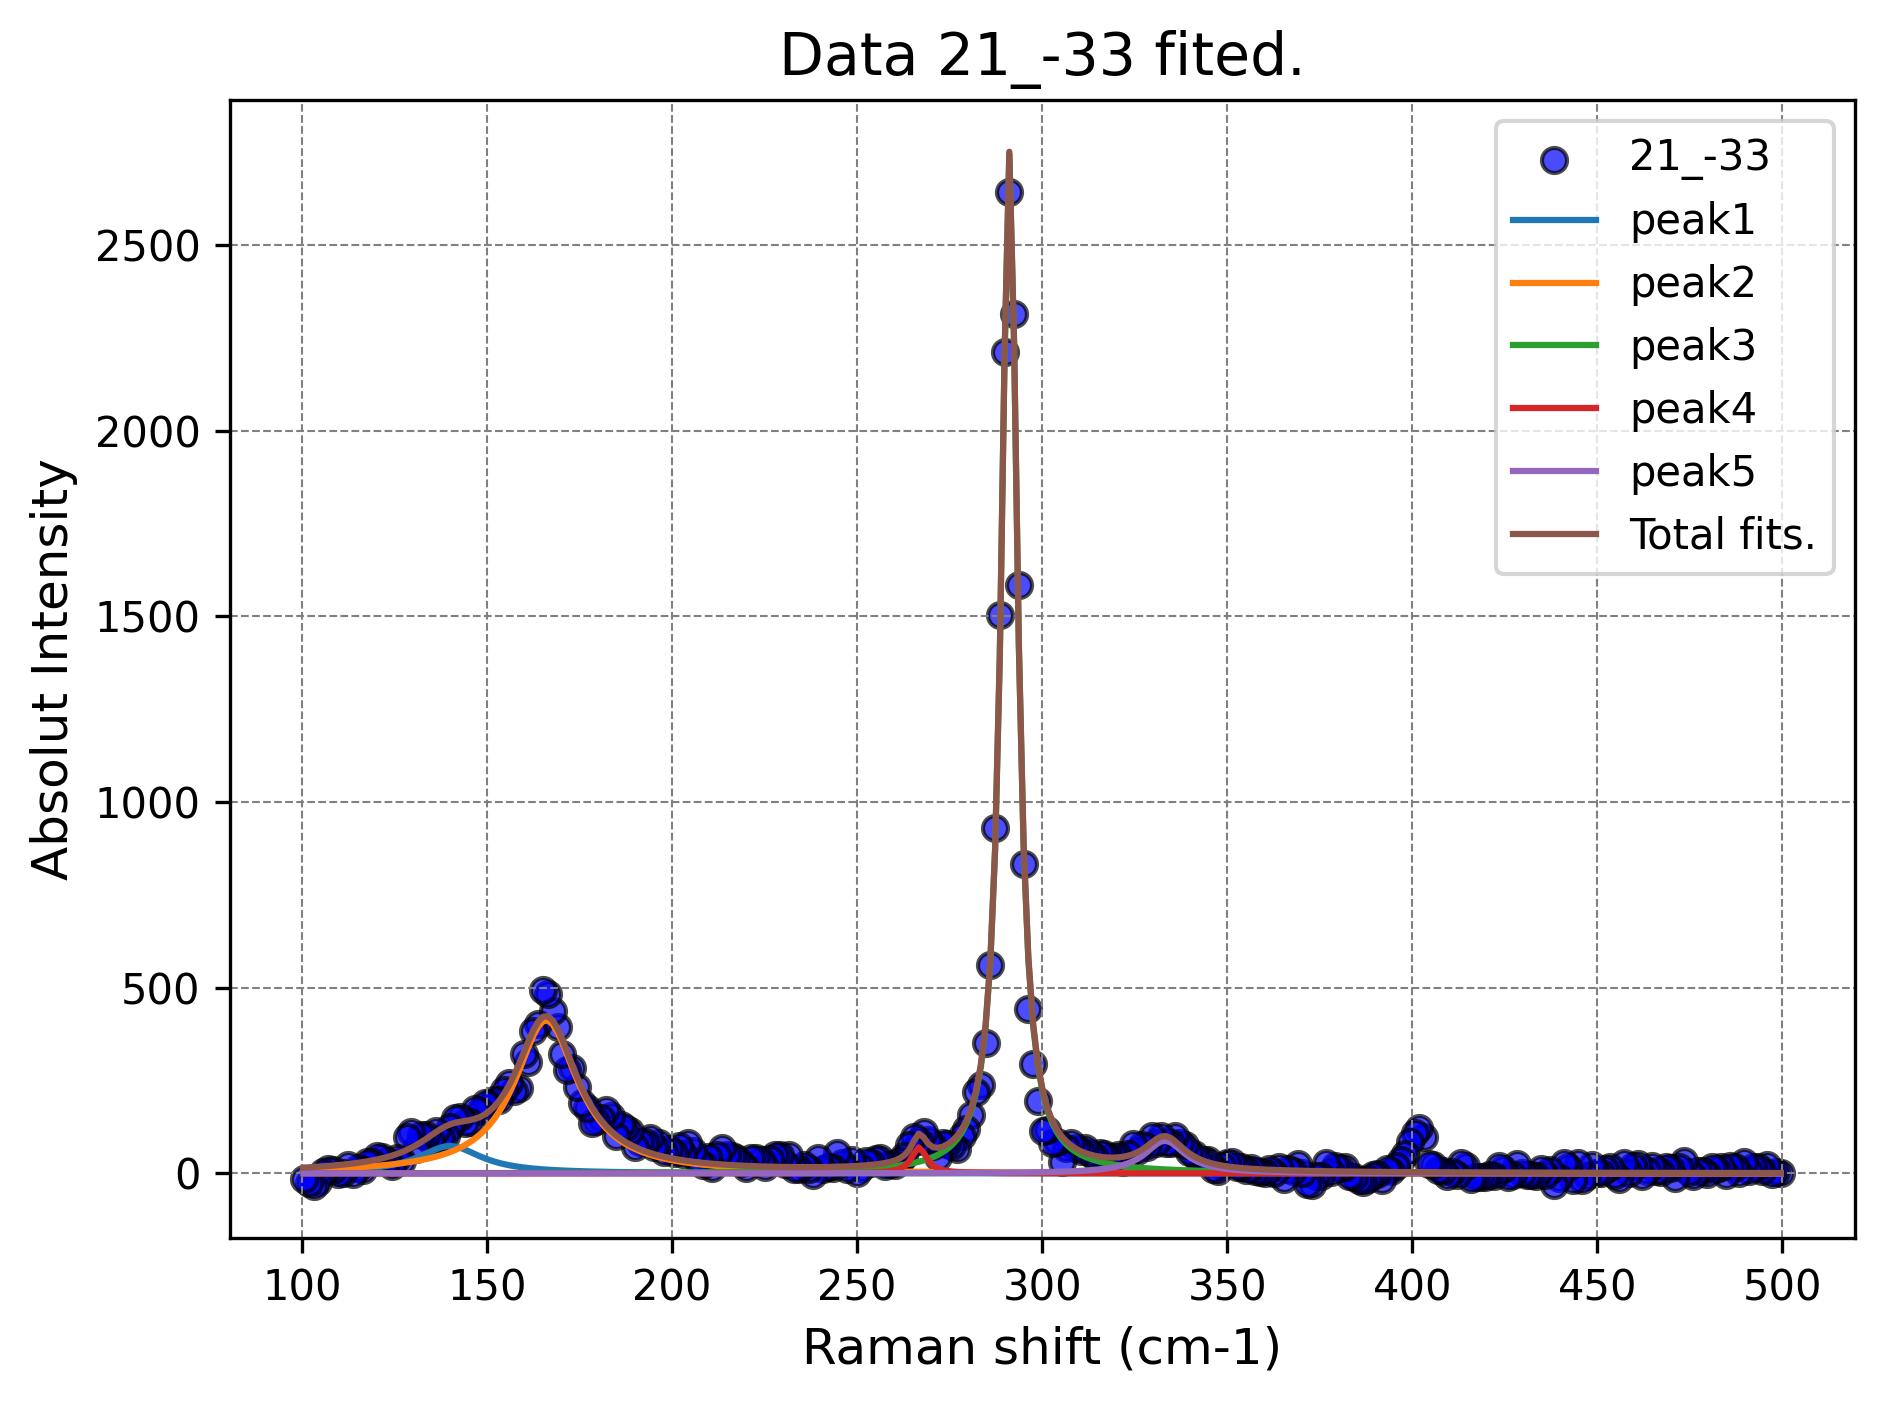 Data 21_-33 fited.
21_-33
peak1
peak2
peak3
peak4
peak5
Total fits.
Absolut Intensity
2500
2000
1500
1000
500
0
100 150 200 250 300 350 400 450 500
Raman shift (cm-1)